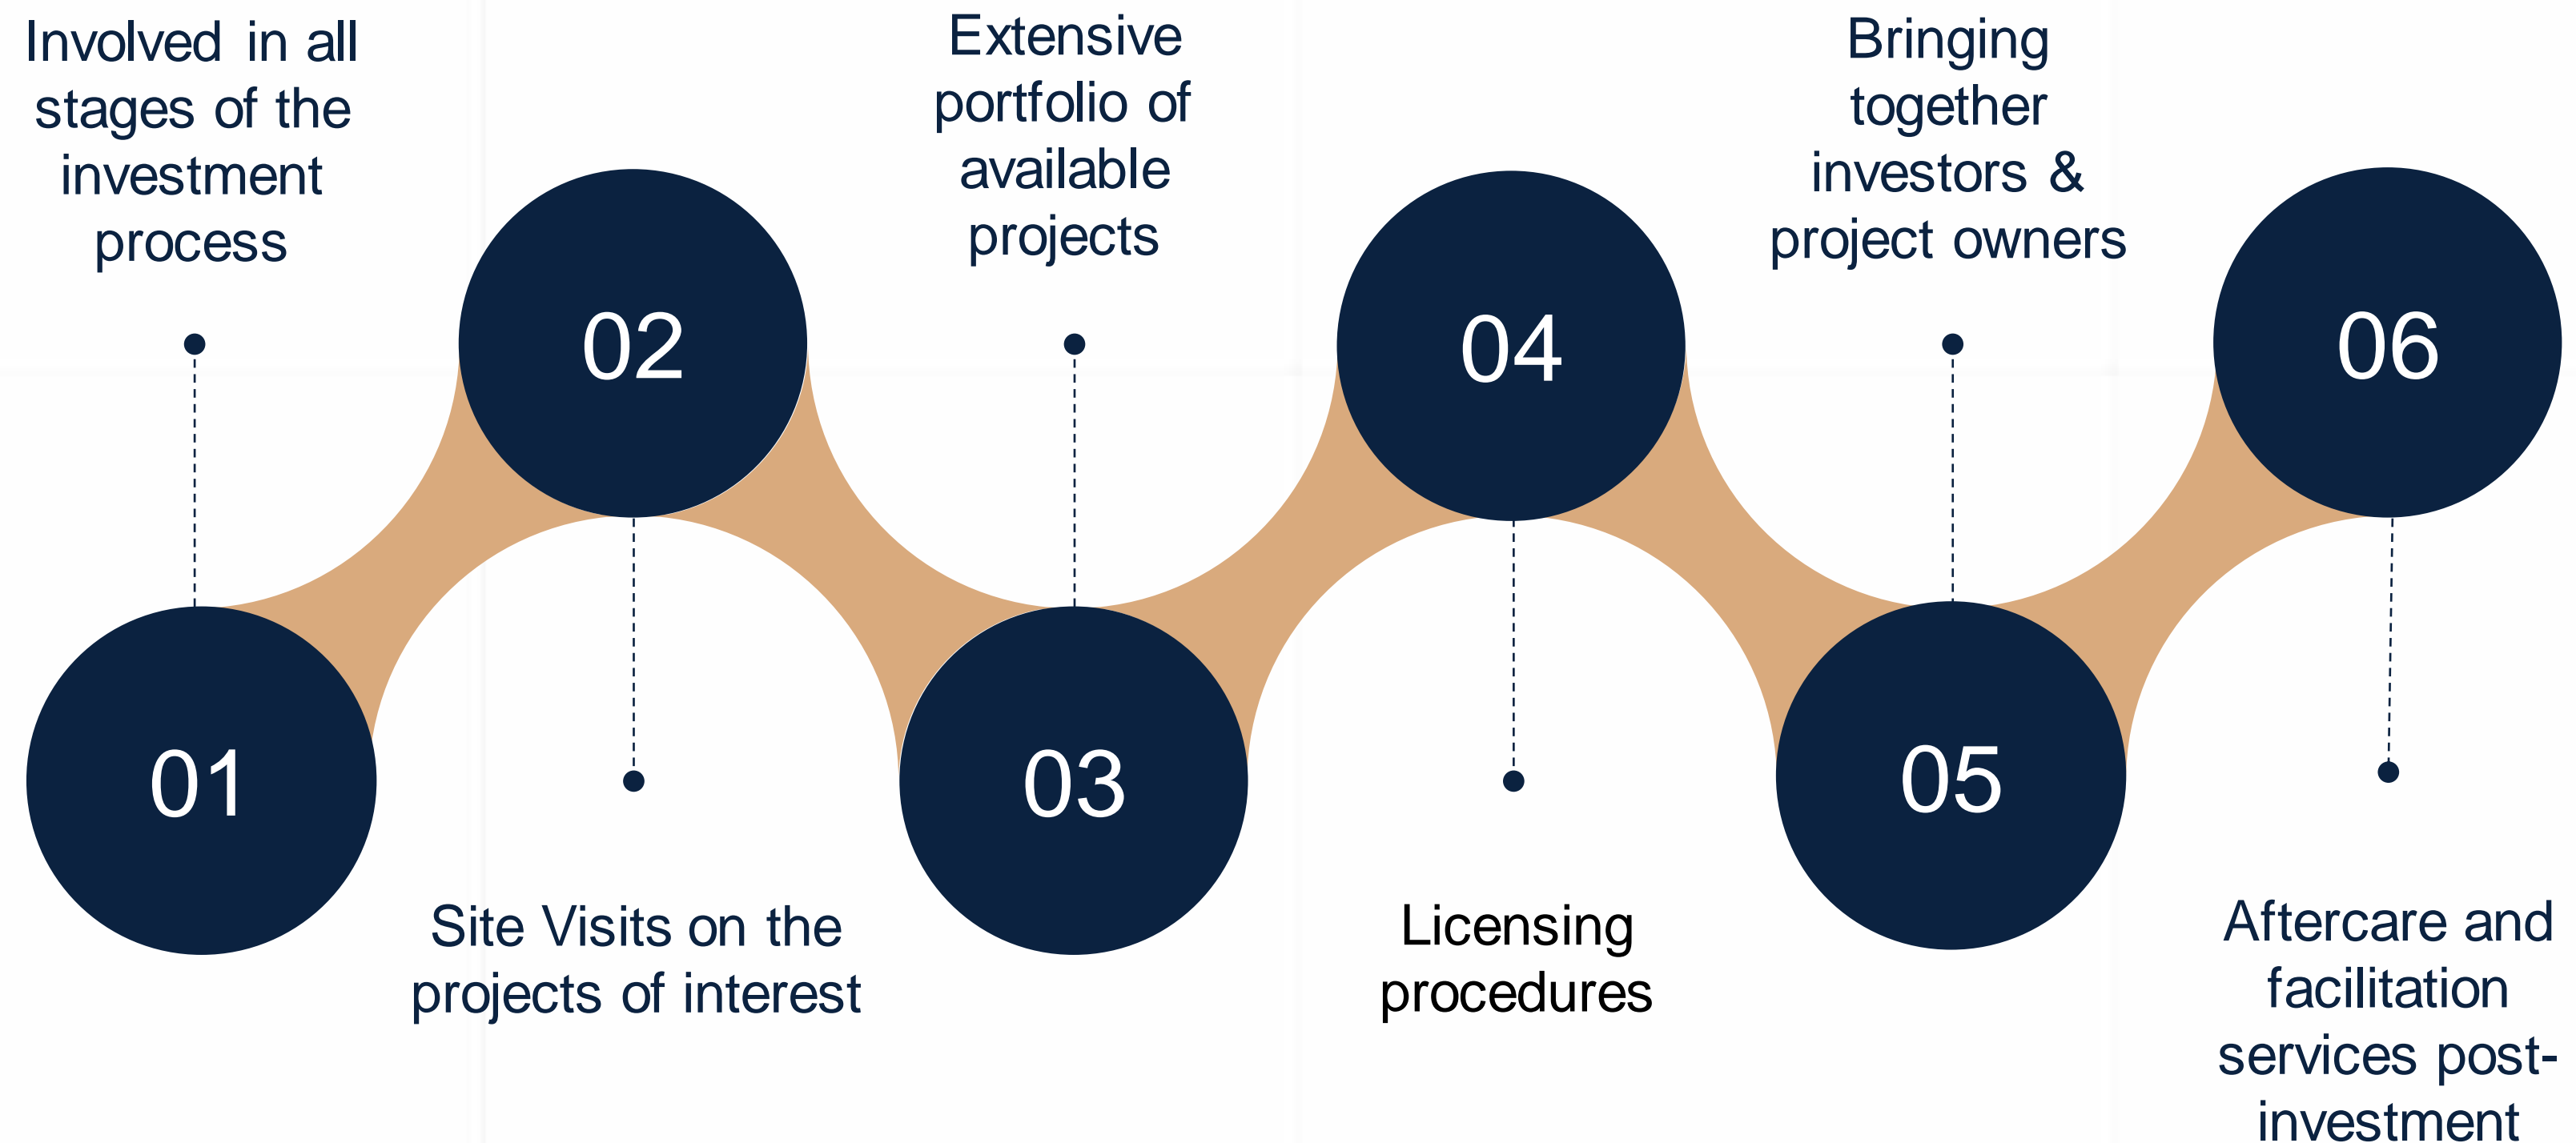 Involved in all
stages of the
investment
process
01
02
Site Visits on the
projects of interest
Extensive
portfolio of
available
projects
03
04
Licensing
procedures
Bringing
together
investors &
project owners
05
06
Aftercare and
facilitation
services post-
investment